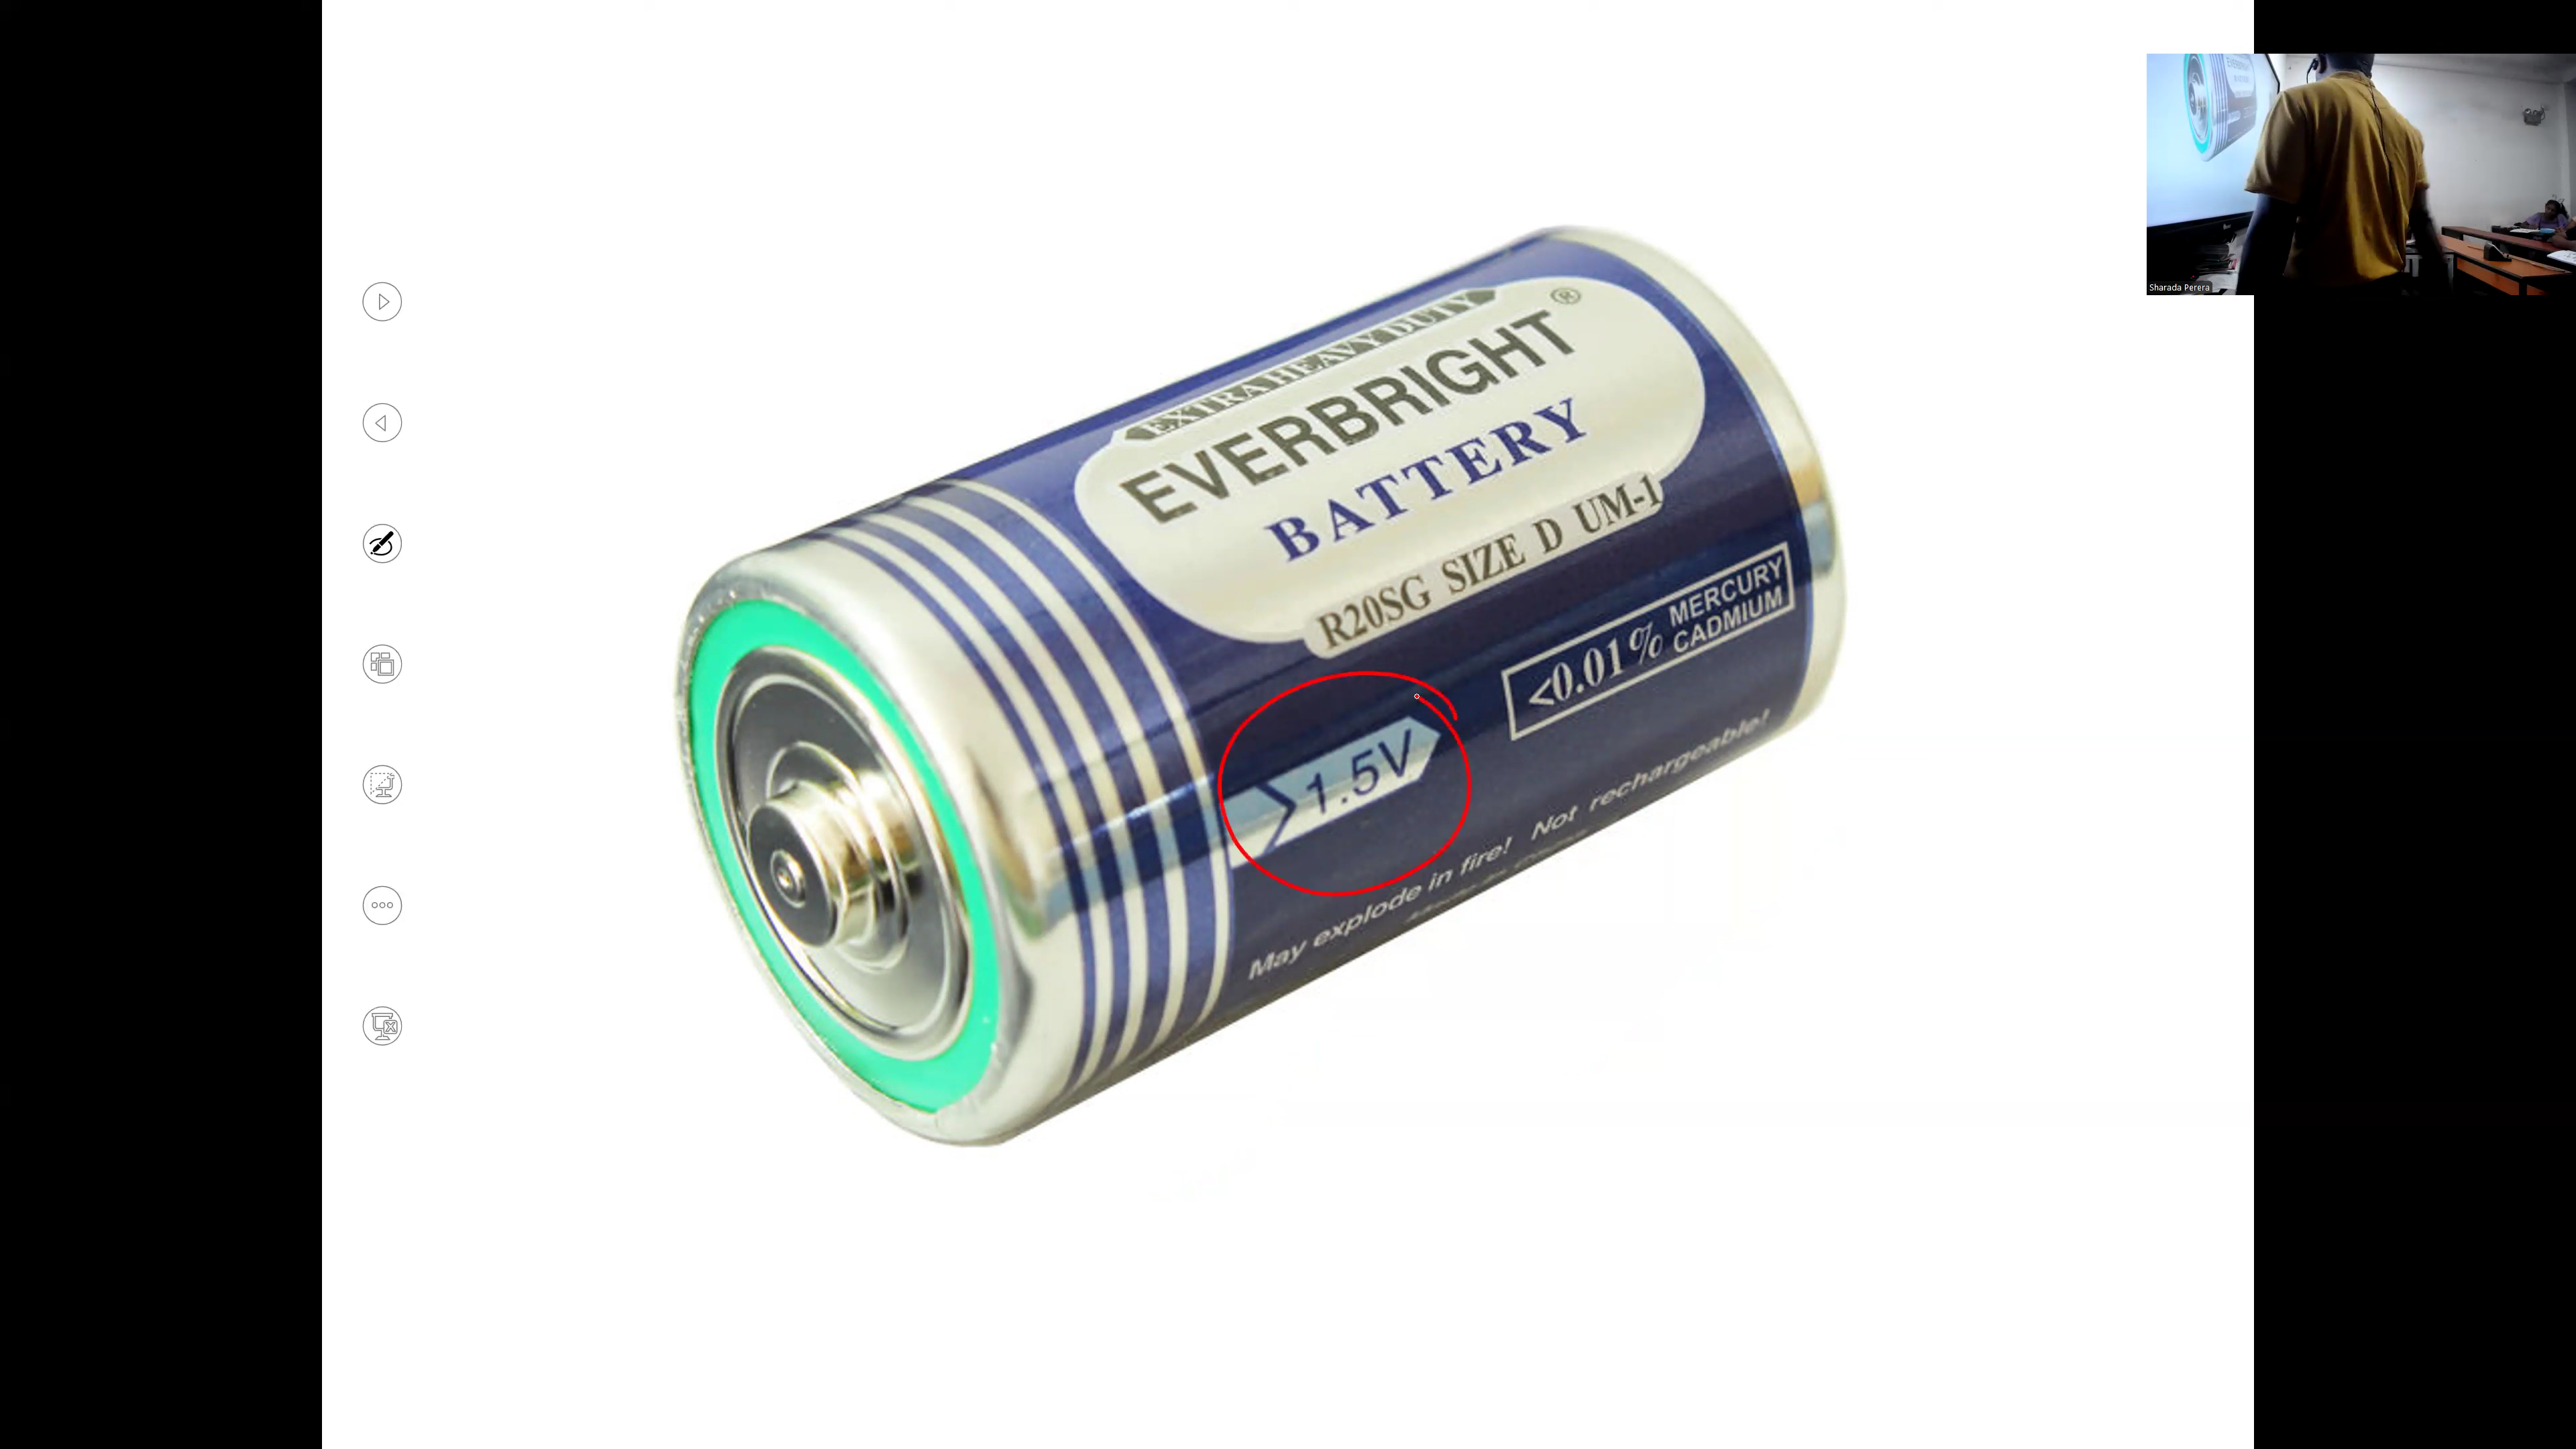 EXTRA HEAVY DUTY
EVERBRIGHT ®
BATTERY
R20SG SIZE D UM-1
<0.01% MERCURY
CADMIUM
1.5V
May explode in fire! Not rechargeable!
Sharada Perera